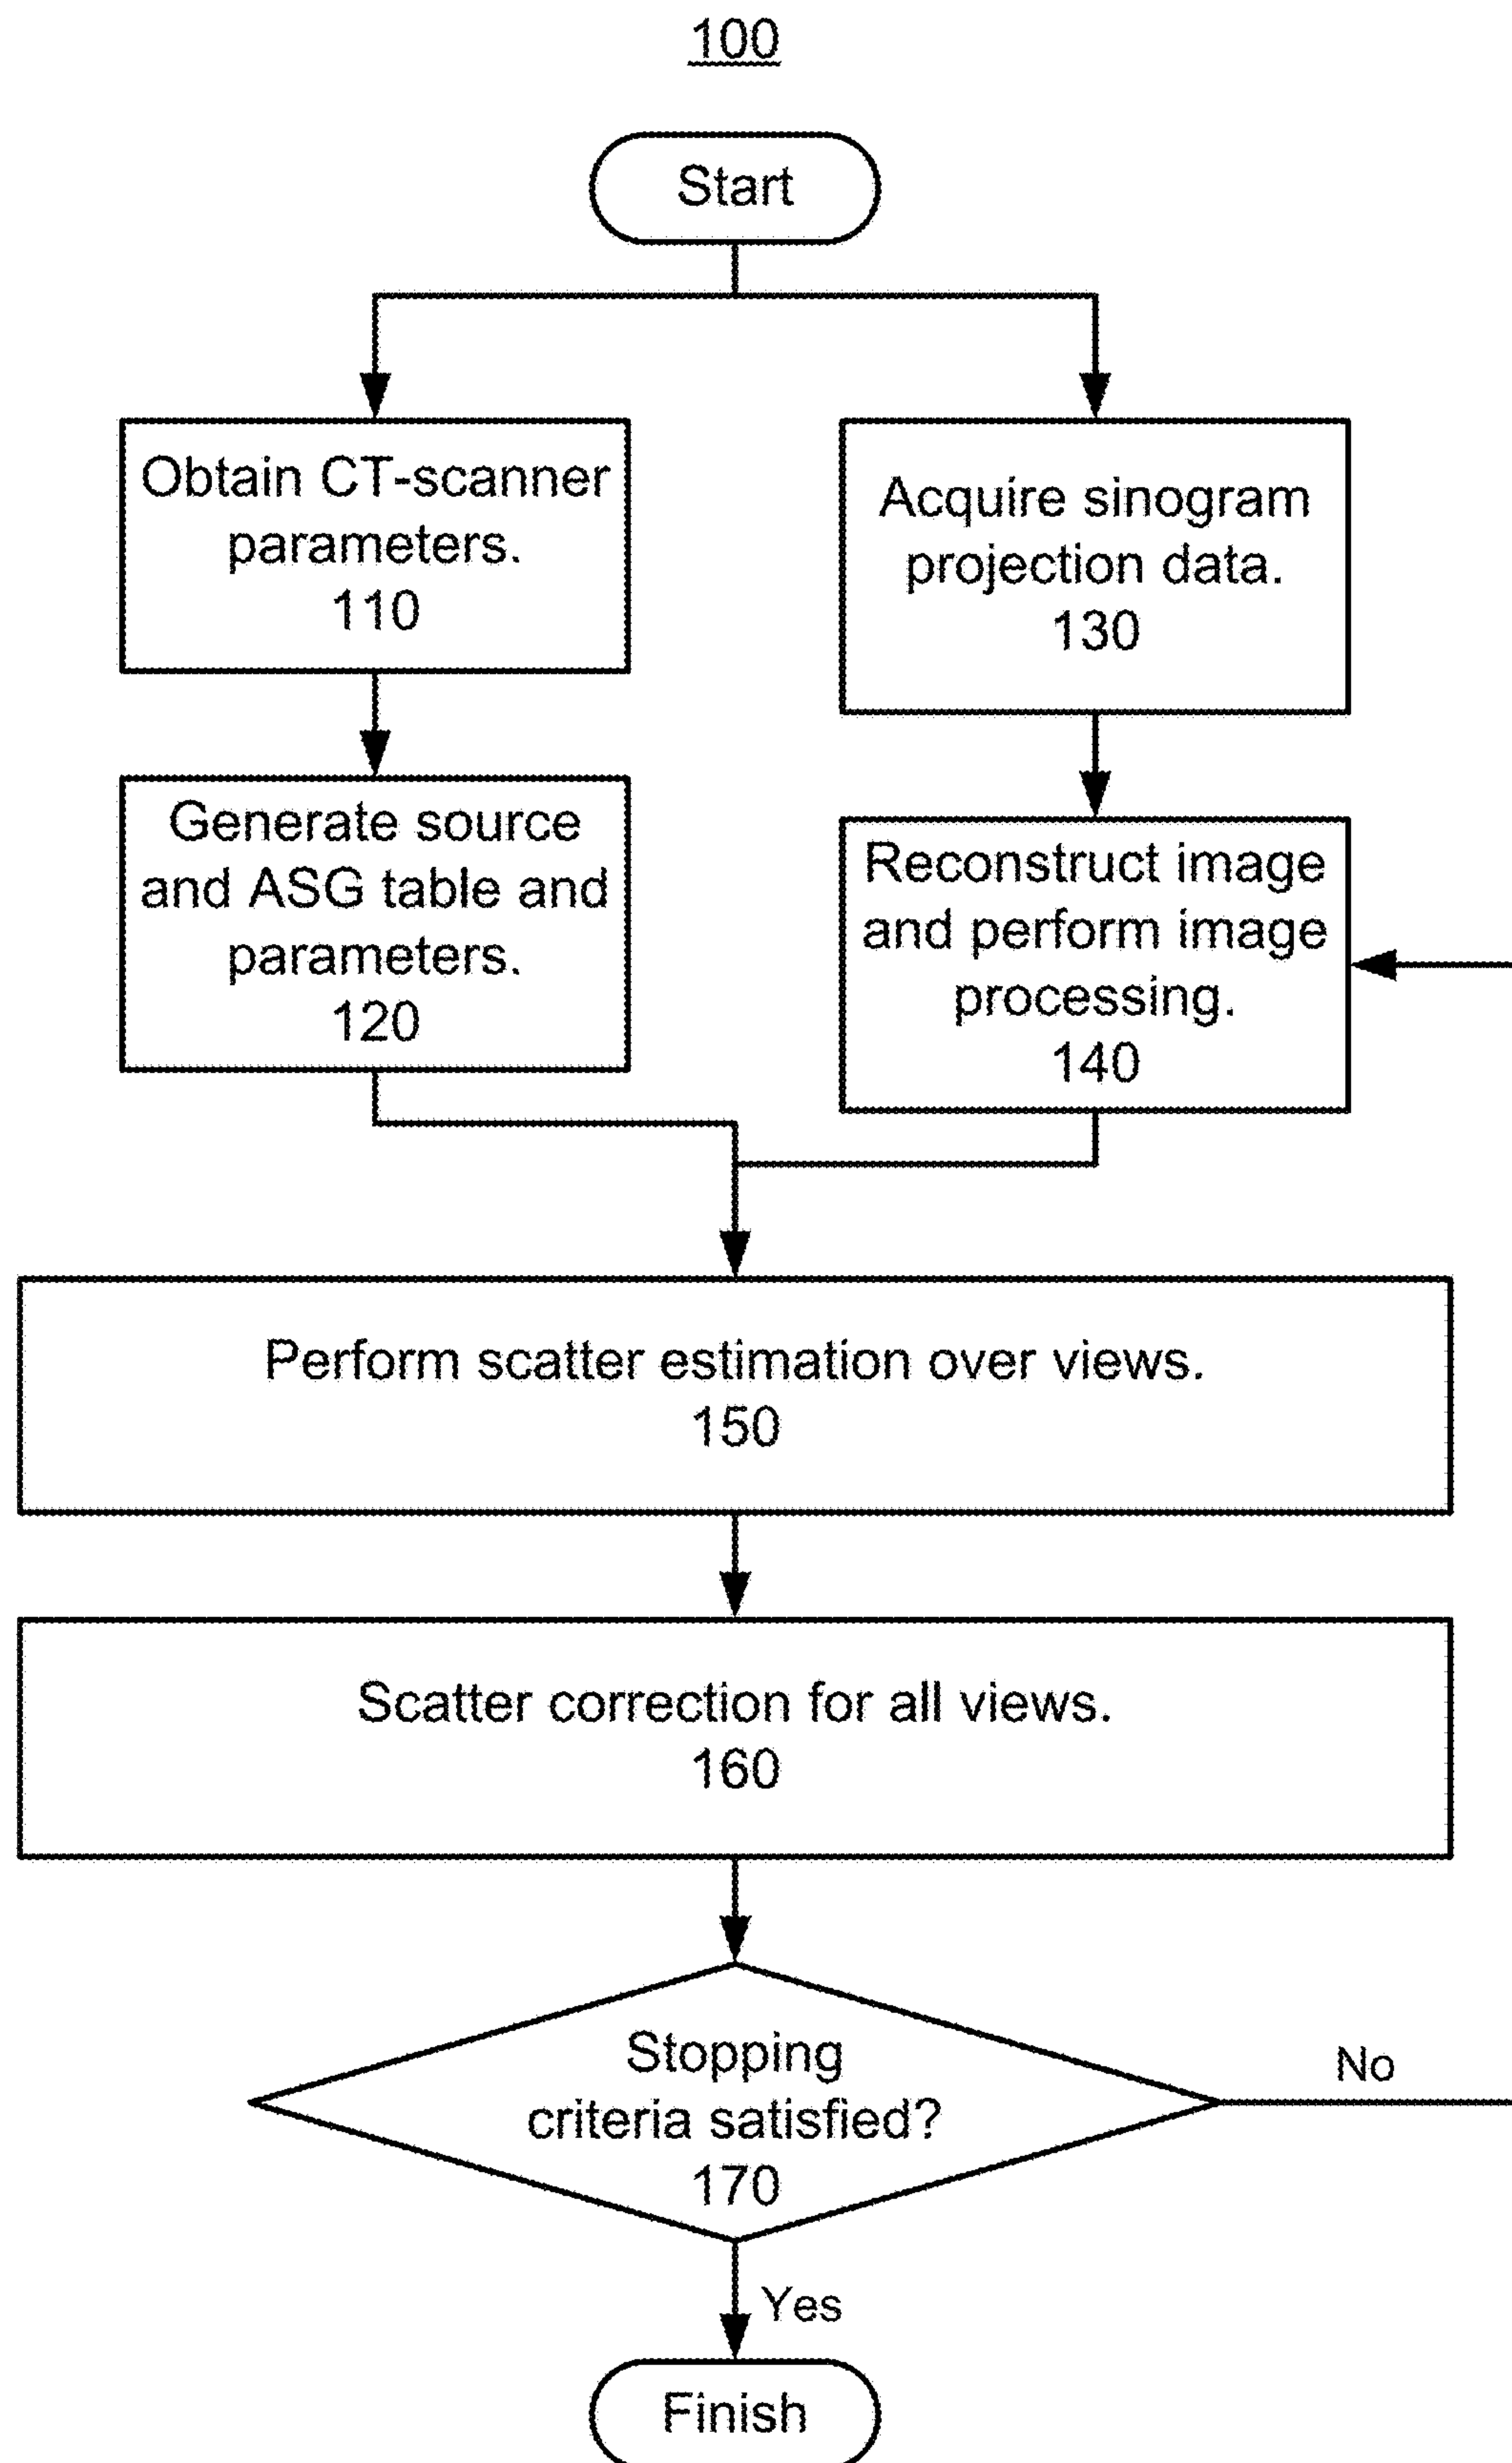 100
Start
Obtain CT-scanner
parameters.
110
Acquire sinogram
projection data.
130
Generate source
and ASG table and
parameters.
120
Reconstruct image
and perform image
processing.
140
Perform scatter estimation over views.
150
Scatter correction for all views.
160
Stopping
criteria satisfied?
170
No
Yes
Finish